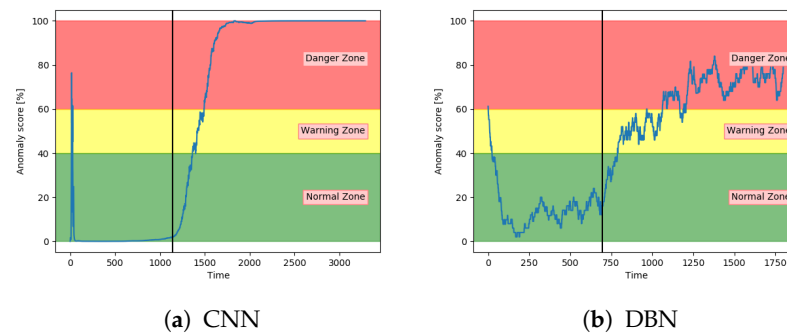 100
80
60
40
20
0
Anomaly score [%]
Danger Zone
Warning Zone
Normal Zone
0 500 1000 1500 2000 2500 3000
Time
(a) CNN
100
80
60
40
20
0
Anomaly score [%]
Danger Zone
Warning Zone
Normal Zone
0 250 500 750 1000 1250 1500 1750
Time
(b) DBN